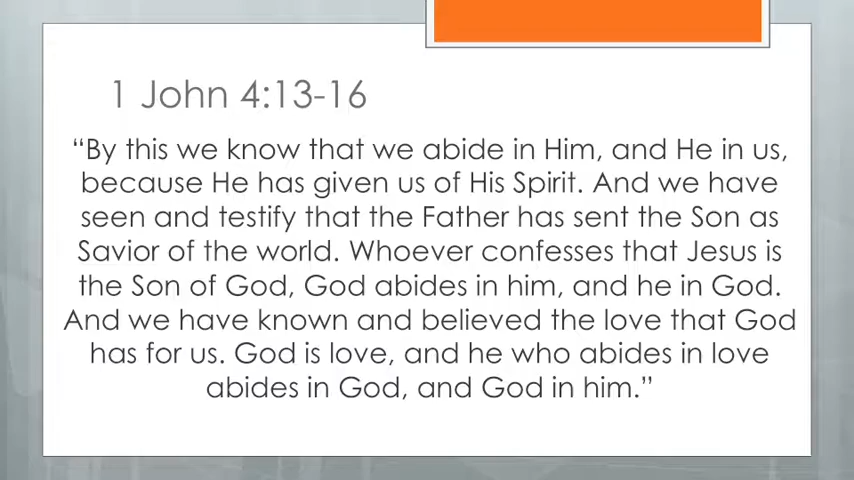 1 John 4:13-16
“By this we know that we abide in Him, and He in us,
because He has given us of His Spirit. And we have
seen and testify that the Father has sent the Son as
Savior of the world. Whoever confesses that Jesus is
the Son of God, God abides in him, and he in God.
And we have known and believed the love that God
has for us. God is love, and he who abides in love
abides in God, and God in him.”